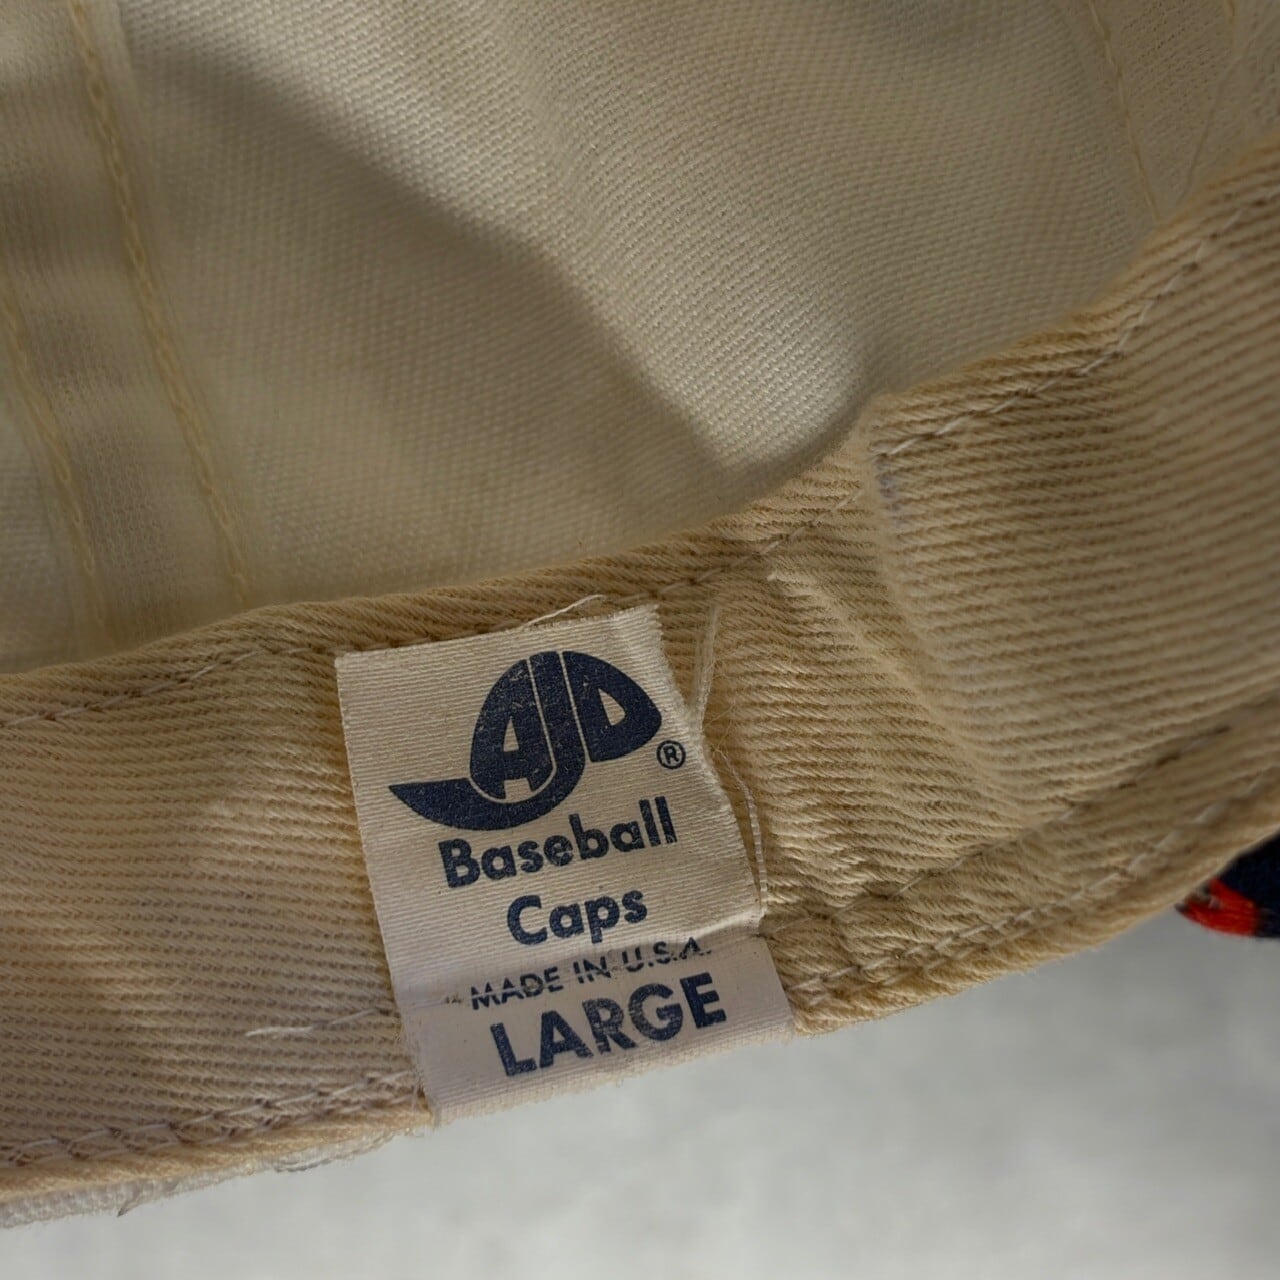 AJD®
Baseball
Caps
MADE IN U.S.A.
LARGE